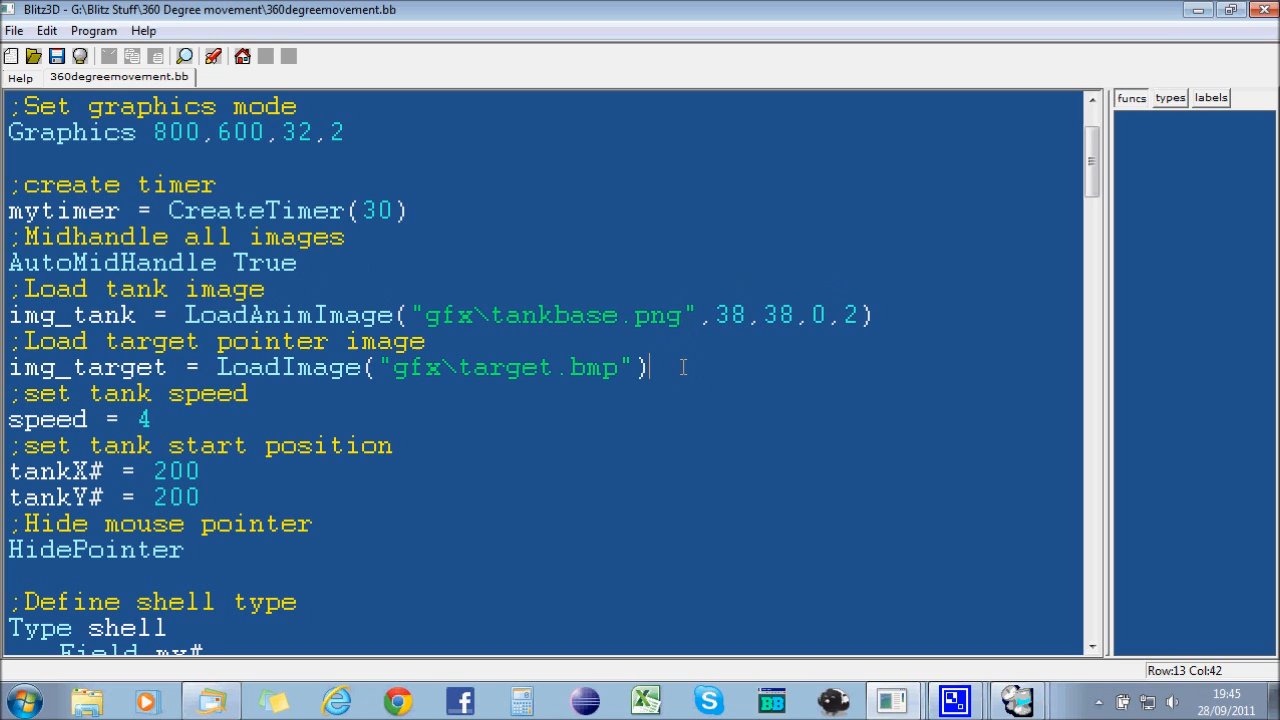 Blitz3D - G:\Blitz Stuff\360 Degree movement\360degreemovement.bb
File Edit Program Help
Help 360degreemovement.bb
funcs types labels
;Set graphics mode
Graphics 800,600,32,2
;create timer
mytimer = CreateTimer(30)
;Midhandle all images
AutoMidHandle True
;Load tank image
img_tank = LoadAnimImage("gfx\tankbase.png",38,38,0,2)
;Load target pointer image
img_target = LoadImage("gfx\target.bmp")
;set tank speed
speed = 4
;set tank start position
tankX# = 200
tankY# = 200
;Hide mouse pointer
HidePointer
;Define shell type
Type shell
Field mx#
Row:13 Col:42
BB
19:45
28/09/2011